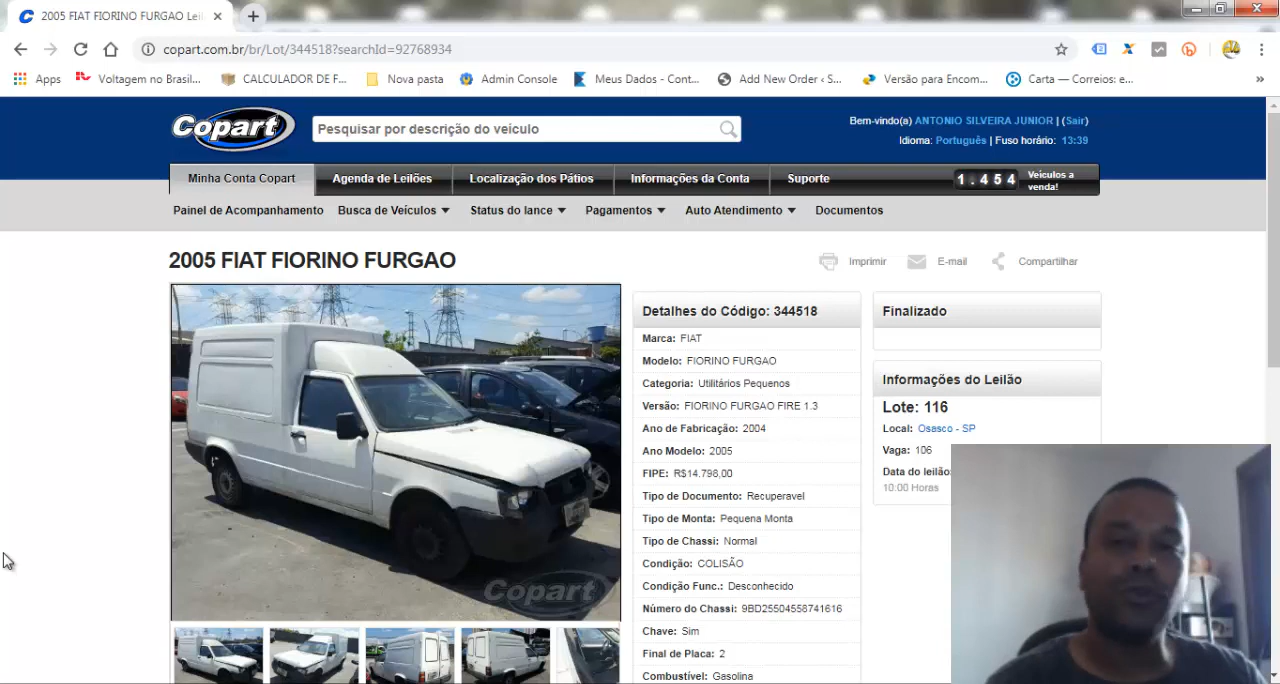 2005 FIAT FIORINO FURGAO Lei
copart.com.br/br/Lot/344518?searchId=92768934
Apps Voltagem no Brasil... CALCULADOR DE F... Nova pasta Admin Console Meus Dados - Cont... Add New Order ‹ S... Versão para Encom... Carta — Correios: e... »
Copart
Pesquisar por descrição do veículo
Bem-vindo(a) ANTONIO SILVEIRA JUNIOR | (Sair)
Idioma: Português | Fuso horário: 13:39
Minha Conta Copart Agenda de Leilões Localização dos Pátios Informações da Conta Suporte 1.454 Veículos a
venda!
Painel de Acompanhamento Busca de Veículos Status do lance Pagamentos Auto Atendimento Documentos
2005 FIAT FIORINO FURGAO
Imprimir E-mail Compartilhar
Copart
Detalhes do Código: 344518
Marca: FIAT
Modelo: FIORINO FURGAO
Categoria: Utilitários Pequenos
Versão: FIORINO FURGAO FIRE 1.3
Ano de Fabricação: 2004
Ano Modelo: 2005
FIPE: R$14.798,00
Tipo de Documento: Recuperavel
Tipo de Monta: Pequena Monta
Tipo de Chassi: Normal
Condição: COLISÃO
Condição Func.: Desconhecido
Número do Chassi: 9BD25504558741616
Chave: Sim
Final de Placa: 2
Combustível: Gasolina
Finalizado
Informações do Leilão
Lote: 116
Local: Osasco - SP
Vaga: 106
Data do leilão
10:00 Horas